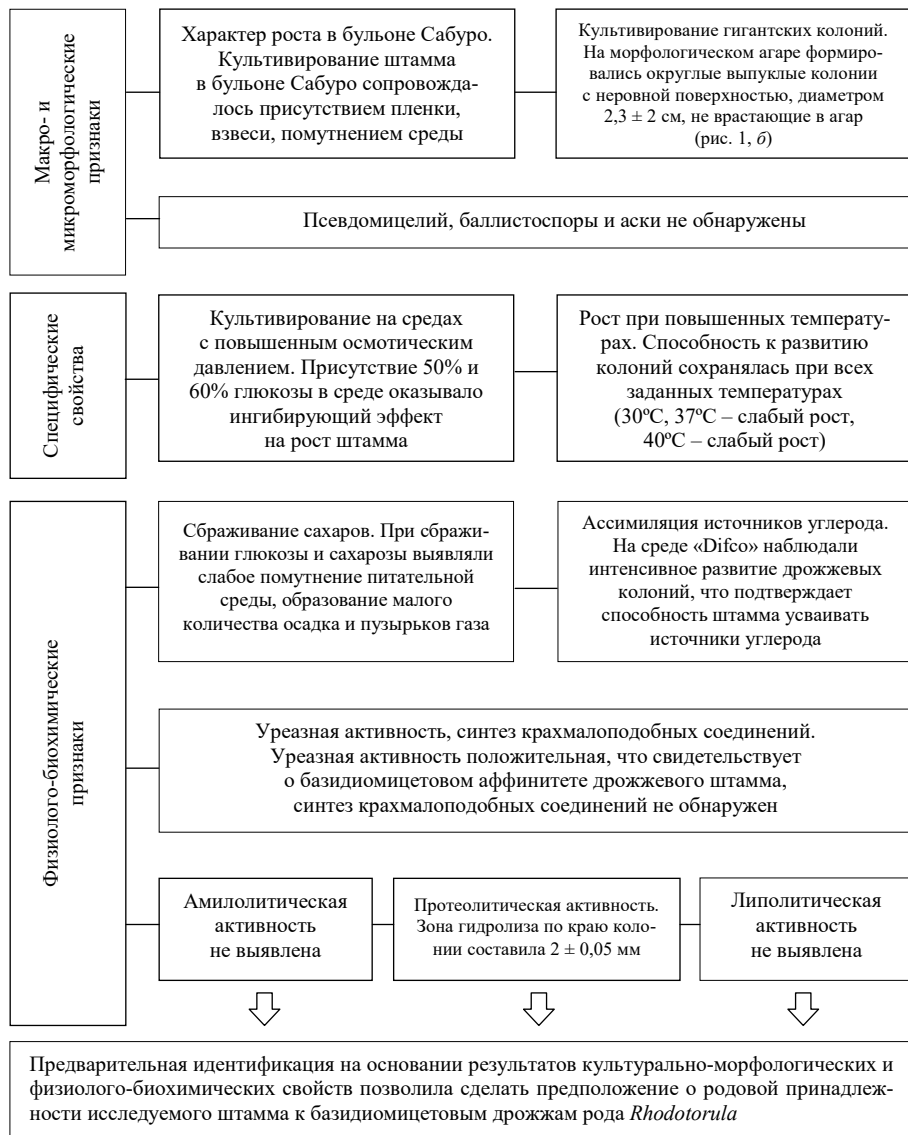 Макро- и
микроморфологические
признаки
Характер роста в бульоне Сабуро.
Культивирование штамма
в бульоне Сабуро сопровожда-
лось присутствием пленки,
взвеси, помутнением среды
Культивирование гигантских колоний.
На морфологическом агаре формиро-
вались округлые выпуклые колонии
с неровной поверхностью, диаметром
2,3 ± 2 см, не врастающие в агар
(рис. 1, б)
Псевдомицелий, баллистоспоры и аски не обнаружены
Специфические
свойства
Культивирование на средах
с повышенным осмотическим
давлением. Присутствие 50% и
60% глюкозы в среде оказывало
ингибирующий эффект
на рост штамма
Рост при повышенных температу-
рах. Способность к развитию
колоний сохранялась при всех
заданных температурах
(30ºС, 37ºС – слабый рост,
40ºС – слабый рост)
Физиолого-биохимические
признаки
Сбраживание сахаров. При сбражи-
вании глюкозы и сахарозы выявляли
слабое помутнение питательной
среды, образование малого
количества осадка и пузырьков газа
Ассимиляция источников углерода.
На среде «Difco» наблюдали
интенсивное развитие дрожжевых
колоний, что подтверждает
способность штамма усваивать
источники углерода
Уреазная активность, синтез крахмалоподобных соединений.
Уреазная активность положительная, что свидетельствует
о базидиомицетовом аффинитете дрожжевого штамма,
синтез крахмалоподобных соединений не обнаружен
Амилолитическая
активность
не выявлена
Протеолитическая активность.
Зона гидролиза по краю коло-
нии составила 2 ± 0,05 мм
Липолитическая
активность
не выявлена
Предварительная идентификация на основании результатов культурально-морфологических и
физиолого-биохимических свойств позволила сделать предположение о родовой принадлеж-
ности исследуемого штамма к базидиомицетовым дрожжам рода Rhodotorula